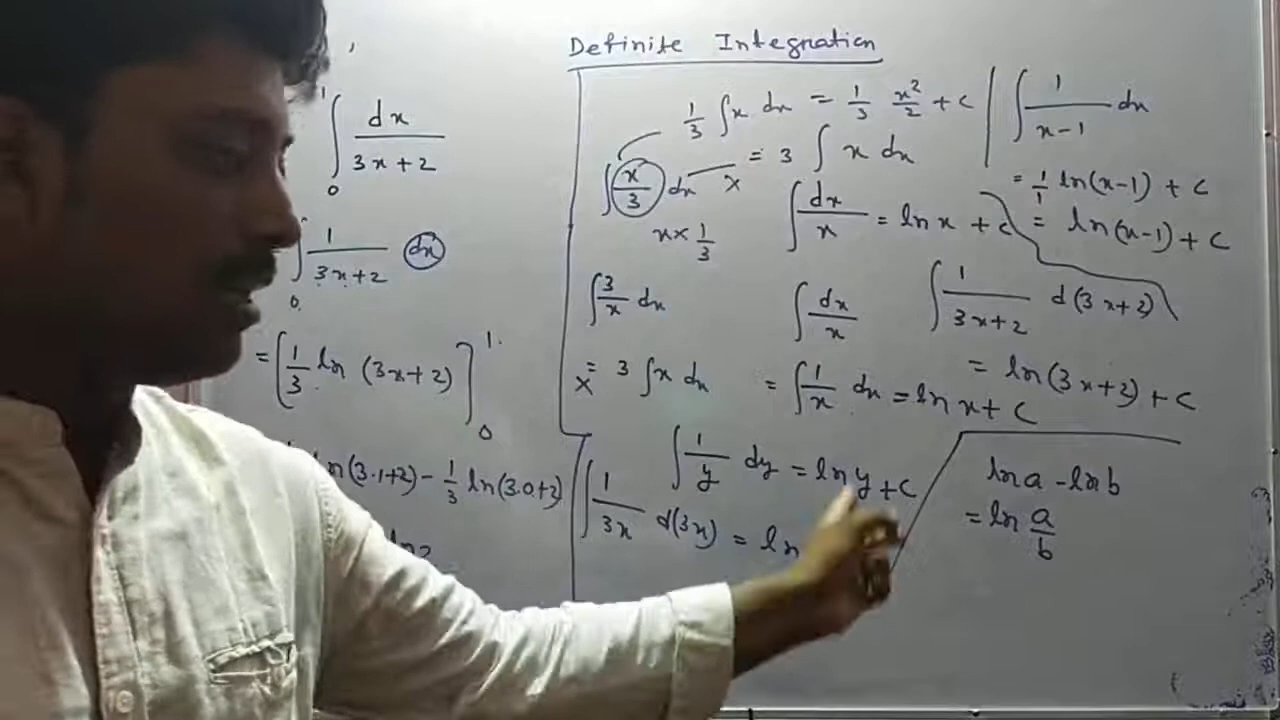 Definite Integration
1
∫ dx / 3x+2
0
∫ 1 / 3x+2 dx
0
= [ 1/3 ln (3x+2) ] 1
0
ln(3.1+2) - 1/3 ln(3.0+2)
ln2
1/3 ∫ x dx = 1/3 x²/2 + c
= 3 ∫ x dx
∫ x/3 dx
x
x × 1/3
∫ 3/x dx
x = 3 ∫ x dx
∫ dx/x = ln x + c
∫ dx/x
= ∫ 1/x dx = ln x + c
∫ 1/y dy = ln y + c
∫ 1/3x d(3x) = ln
∫ 1 / x-1 dx
= 1/1 ln(x-1) + c
= ln(x-1) + c
∫ 1 / 3x+2 d(3x+2)
= ln(3x+2) + c
ln a - ln b
= ln a/b